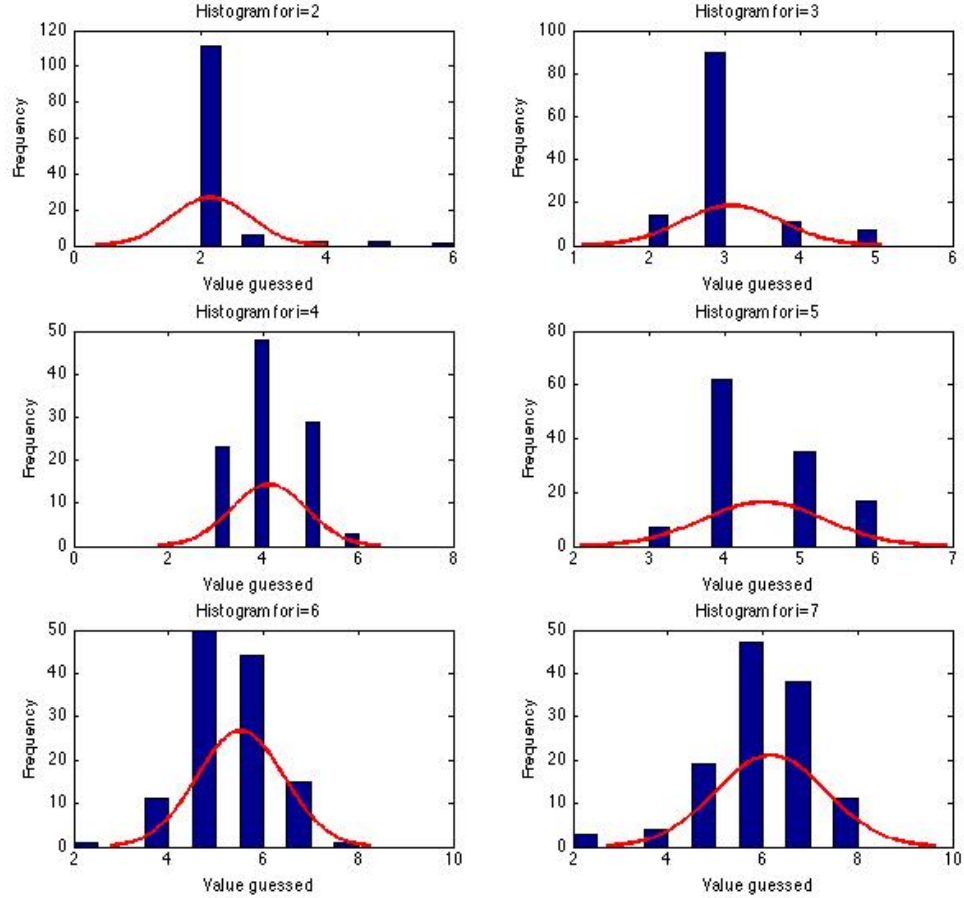 Histogram for i=2
120
100
80
60
40
20
0
Frequency
0 2 4 6
Value guessed
Histogram for i=3
100
80
60
40
20
0
Frequency
1 2 3 4 5 6
Value guessed
Histogram for i=4
50
40
30
20
10
0
Frequency
0 2 4 6 8
Value guessed
Histogram for i=5
80
60
40
20
0
Frequency
2 3 4 5 6 7
Value guessed
Histogram for i=6
50
40
30
20
10
0
Frequency
2 4 6 8 10
Value guessed
Histogram for i=7
50
40
30
20
10
0
Frequency
2 4 6 8 10
Value guessed